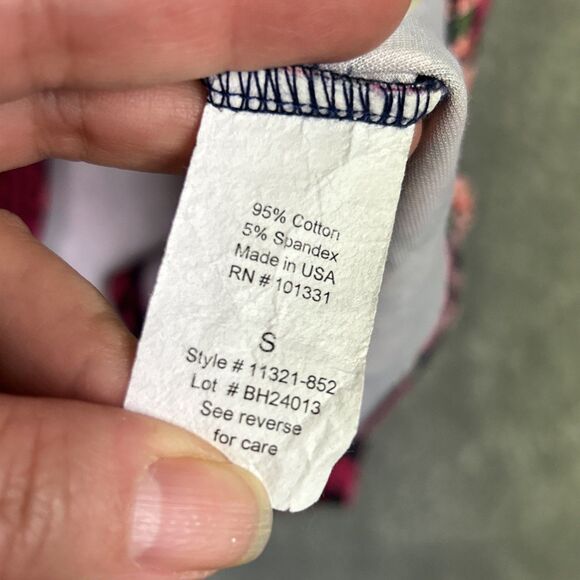 95% Cotton
5% Spandex
Made in USA
RN # 101331
S
Style # 11321-852
Lot # BH24013
See reverse
for care